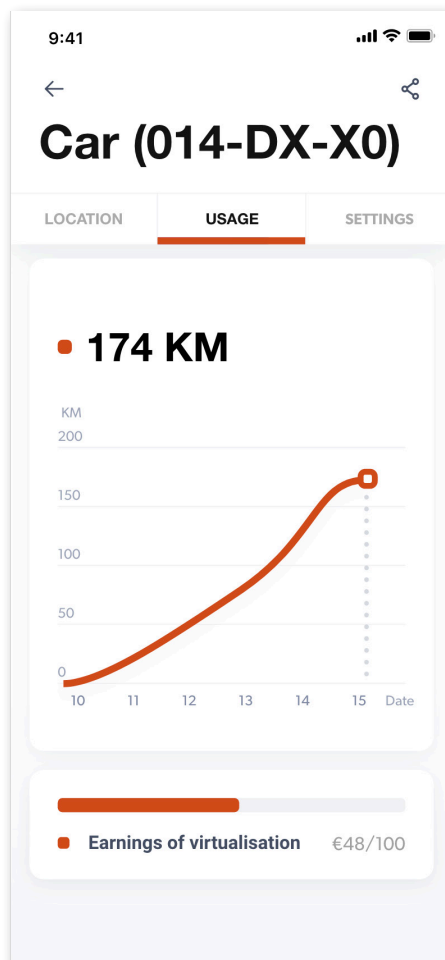 9:41
Car (014-DX-X0)
LOCATION USAGE SETTINGS
174 KM
KM
200
150
100
50
0
10 11 12 13 14 15 Date
Earnings of virtualisation €48/100